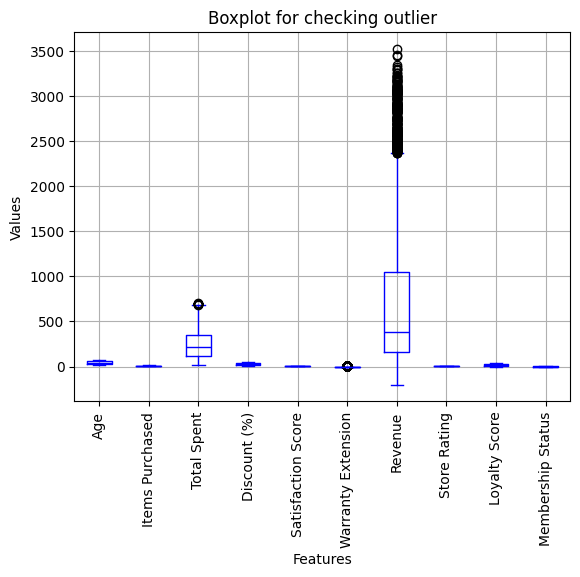 Boxplot for checking outlier
Values
3500
3000
2500
2000
1500
1000
500
0
Age
Items Purchased
Total Spent
Discount (%)
Satisfaction Score
Warranty Extension
Revenue
Store Rating
Loyalty Score
Membership Status
Features